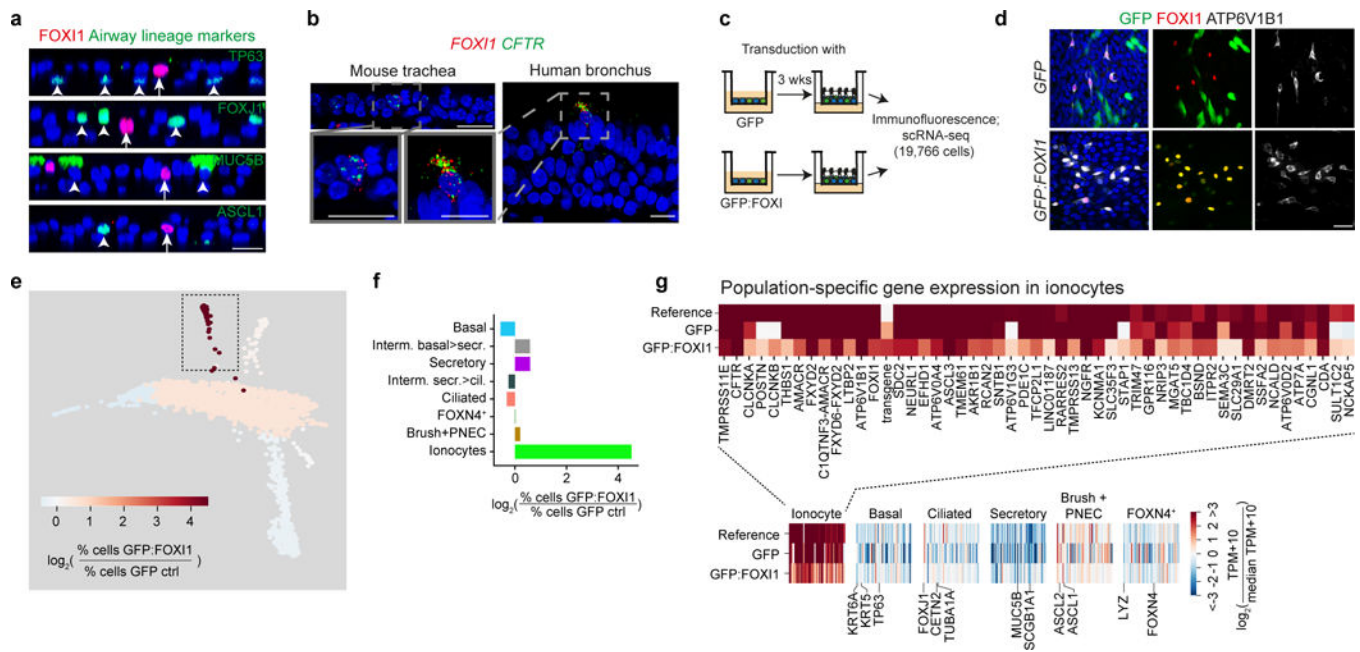 a
FOXI1 Airway lineage markers
TP63
FOXJ1
MUC5B
ASCL1
b
FOXI1 CFTR
Mouse trachea
Human bronchus
c
Transduction with
3 wks
GFP
GFP:FOXI
Immunofluorescence;
scRNA-seq
(19,766 cells)
d
GFP FOXI1 ATP6V1B1
GFP
GFP:FOXI1
e
0 1 2 3 4
log2(% cells GFP:FOXI1
% cells GFP ctrl)
f
Basal
Interm. basal>secr.
Secretory
Interm. secr.>cil.
Ciliated
FOXN4+
Brush+PNEC
Ionocytes
0 2 4
log2(% cells GFP:FOXI1
% cells GFP ctrl)
g
Population-specific gene expression in ionocytes
Reference
GFP
GFP:FOXI1
TMPRSS11E
CFTR
CLCNKA
POSTN
CLCNKB
THBS1
AMACR
FXYD2
C1QTNF3-AMACR
FXYD6-FXYD2
LTBP2
ATP6V1B1
FOXI1
transgene
SDC2
NEURL1
EFHD1
ATP6V0A4
ASCL3
TMEM61
AKR1B1
RCAN2
SNTB1
ATP6V1G3
PDE1C
TFCP2L1
LINC01187
RARRES2
TMPRSS13
NGFR
KCNMA1
SLC35F3
STAP1
TRIM47
GPR116
NRIP3
MGAT5
TBC1D4
BSND
ITPR2
SEMA3C
SLC29A1
DMRT2
SSFA2
NCALD
ATP6V0D2
ATP7A
CGNL1
CDA
SULT1C2
NCKAP5
Ionocyte
Basal
Ciliated
Secretory
Brush +
PNEC
FOXN4+
Reference
GFP
GFP:FOXI1
KRT6A
KRT5
TP63
FOXJ1
CETN2
TUBA1A
MUC5B
SCGB1A1
ASCL2
ASCL1
LYZ
FOXN4
<-3 -2 -1 0 1 2 >3
log2(TPM+10
median TPM+10)